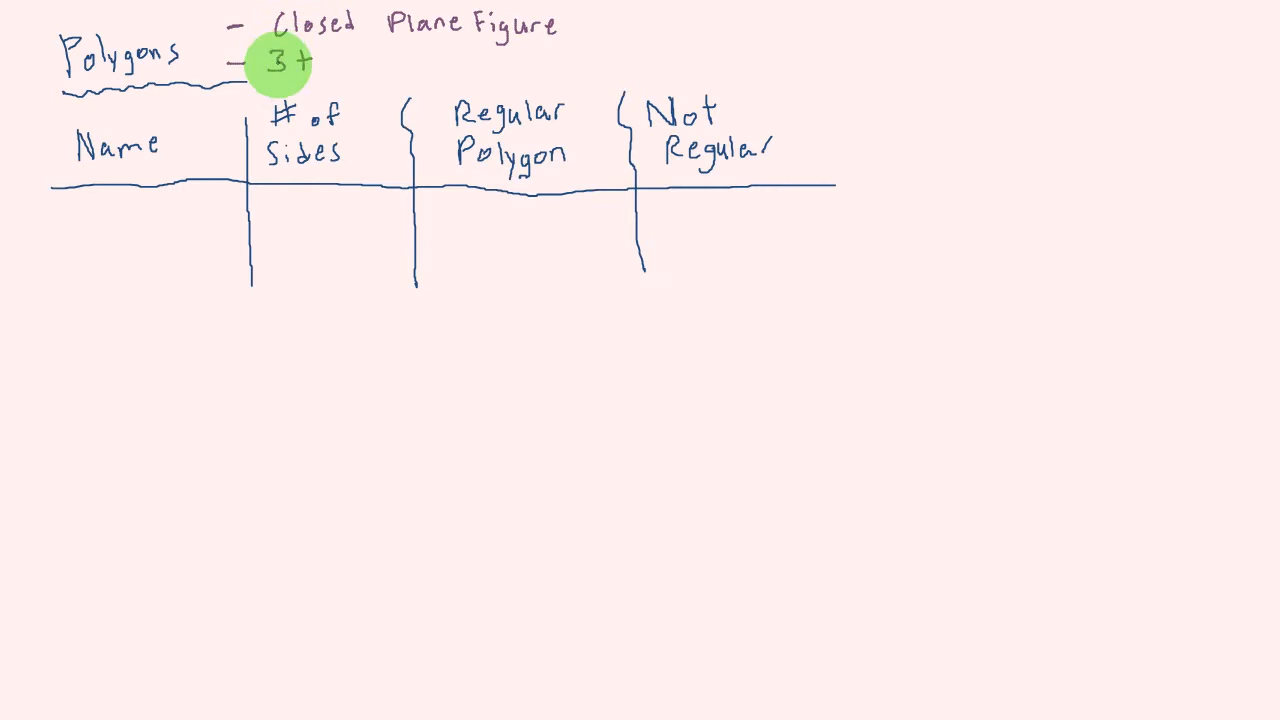 - Closed Plane Figure
Polygons
- 3+
Name
# of Sides
Regular Polygon
Not Regular